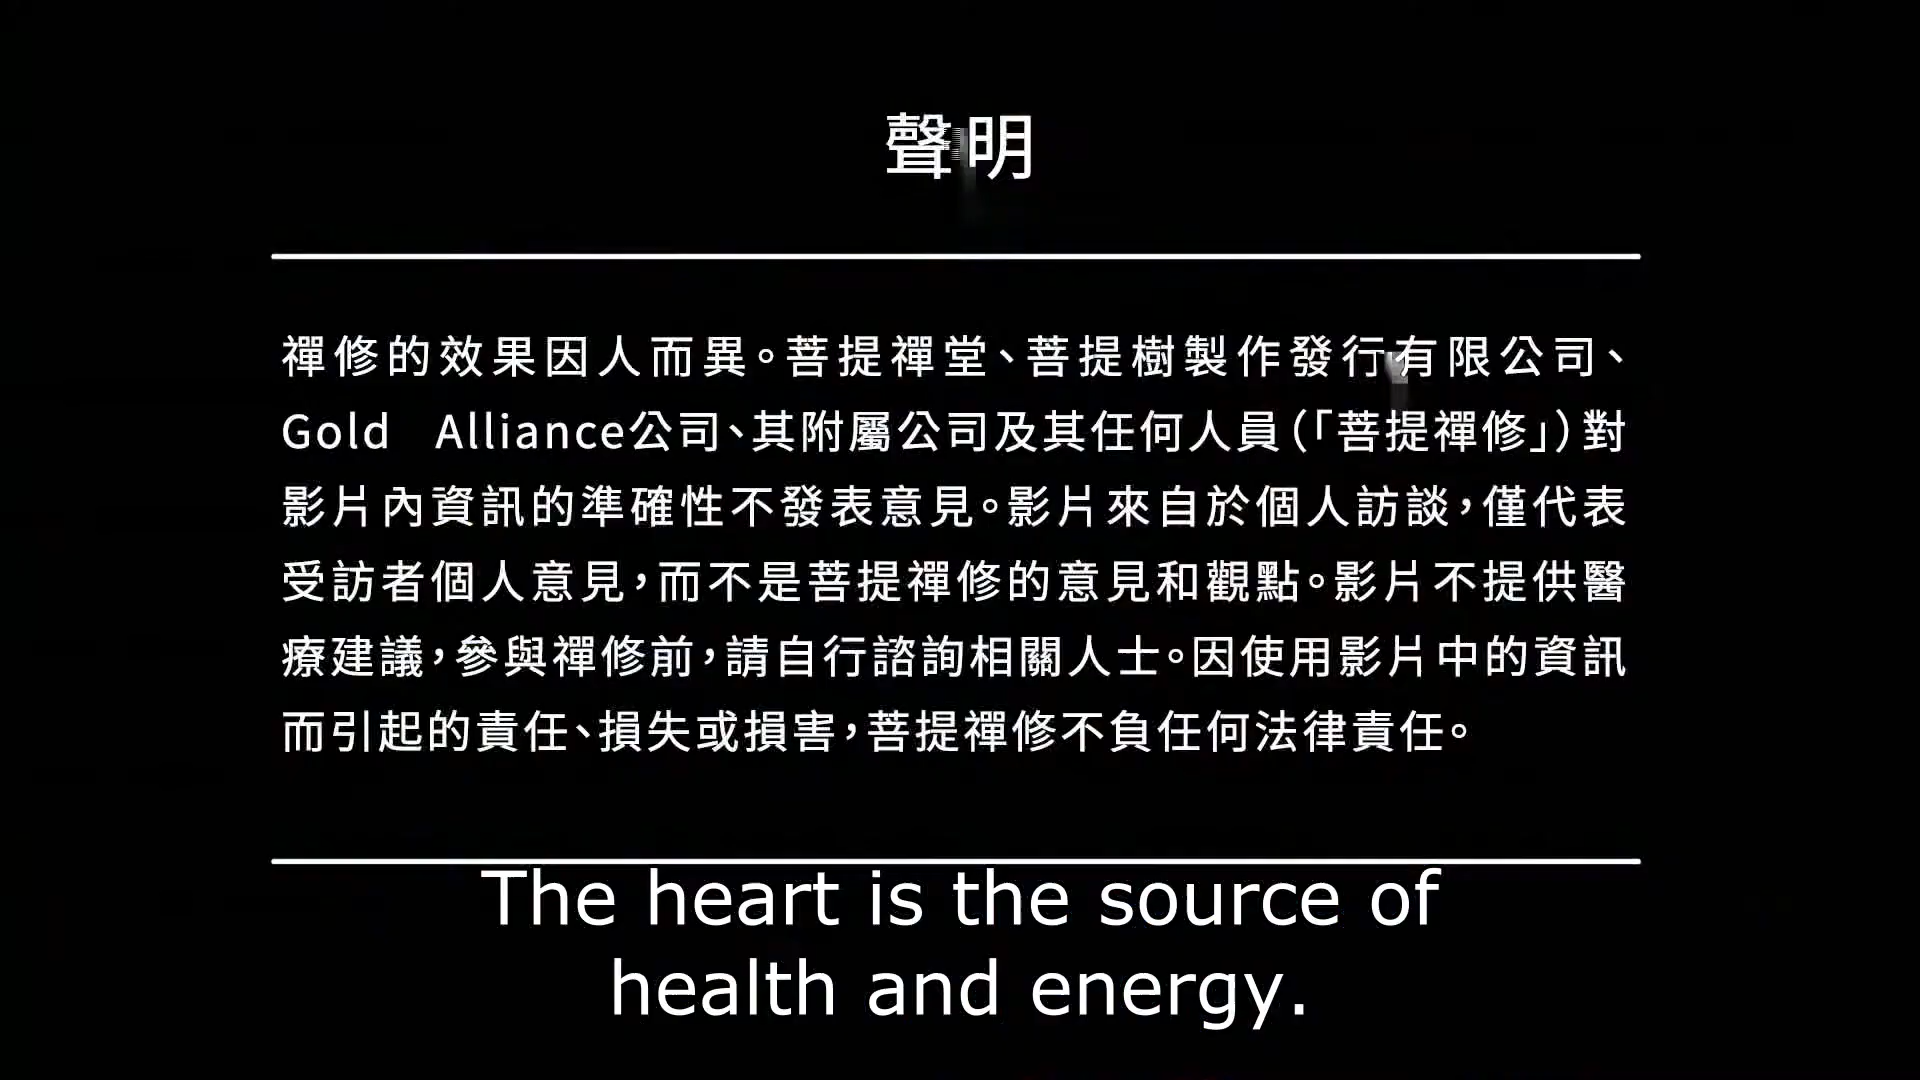 聲明
禪修的效果因人而異。菩提禪堂、菩提樹製作發行有限公司、
Gold Alliance公司、其附屬公司及其任何人員(「菩提禪修」)對
影片內資訊的準確性不發表意見。影片來自於個人訪談,僅代表
受訪者個人意見,而不是菩提禪修的意見和觀點。影片不提供醫
療建議,參與禪修前,請自行諮詢相關人士。因使用影片中的資訊
而引起的責任、損失或損害,菩提禪修不負任何法律責任。
The heart is the source of
health and energy.